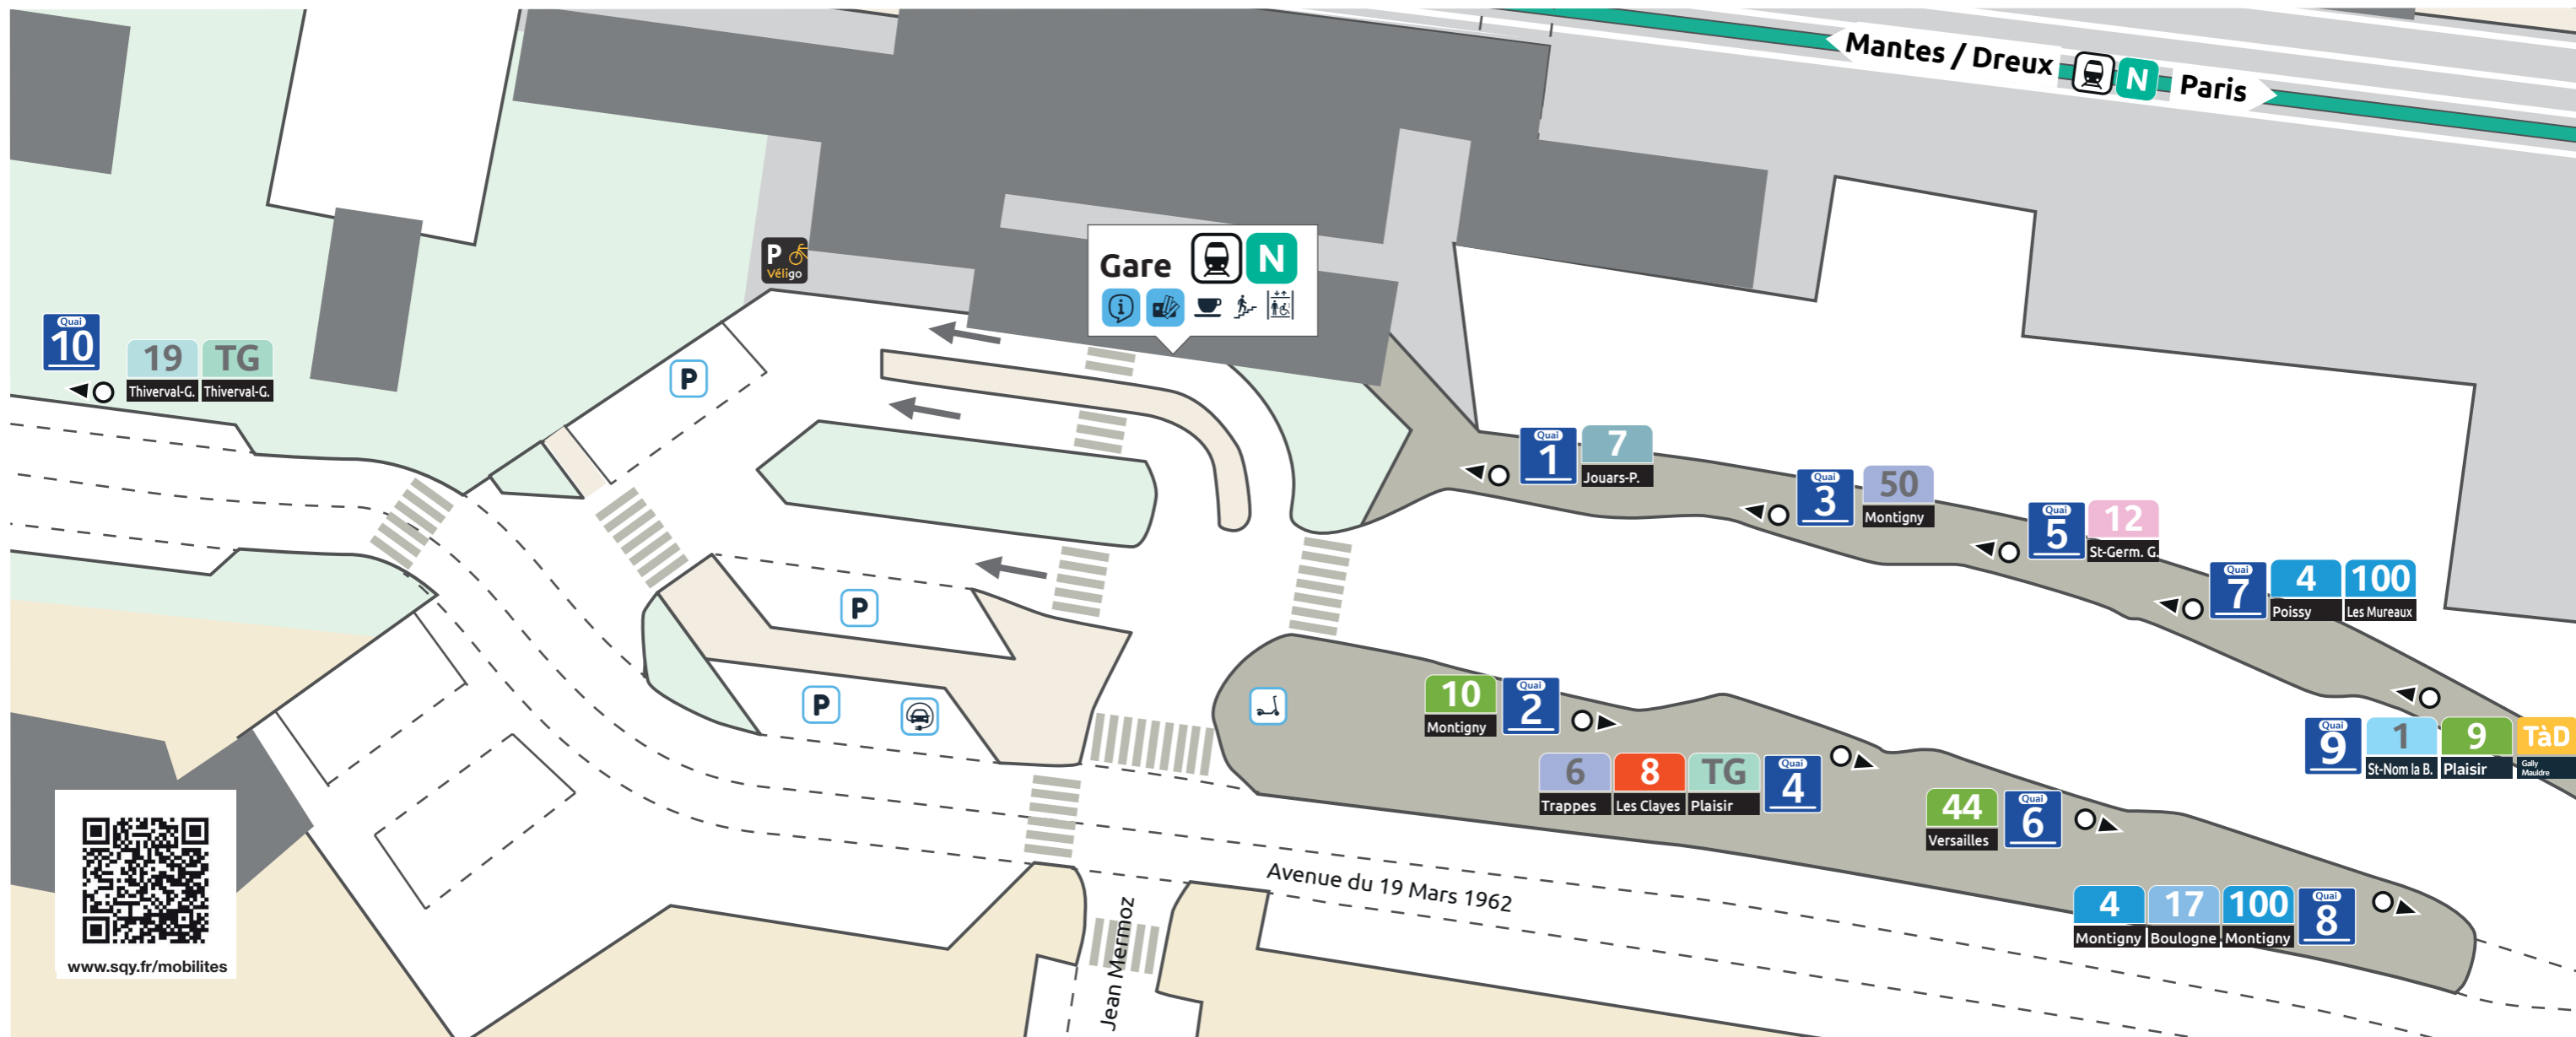 Mantes / Dreux
N
Paris
P
Véligo
Gare
N
i
Quai
10
19
TG
Thiverval-G.
Thiverval-G.
P
Quai
1
7
Jouars-P.
Quai
3
50
Montigny
Quai
5
12
St-Germ. G.
Quai
7
4
100
Poissy
Les Mureaux
P
P
10
Montigny
Quai
2
6
8
TG
Trappes
Les Clayes
Plaisir
Quai
4
44
Versailles
Quai
6
Quai
9
1
9
TàD
St-Nom la B.
Plaisir
Gally
Mauldre
4
17
100
Montigny
Boulogne
Montigny
Quai
8
Avenue du 19 Mars 1962
Jean Mermoz
www.sqy.fr/mobilites